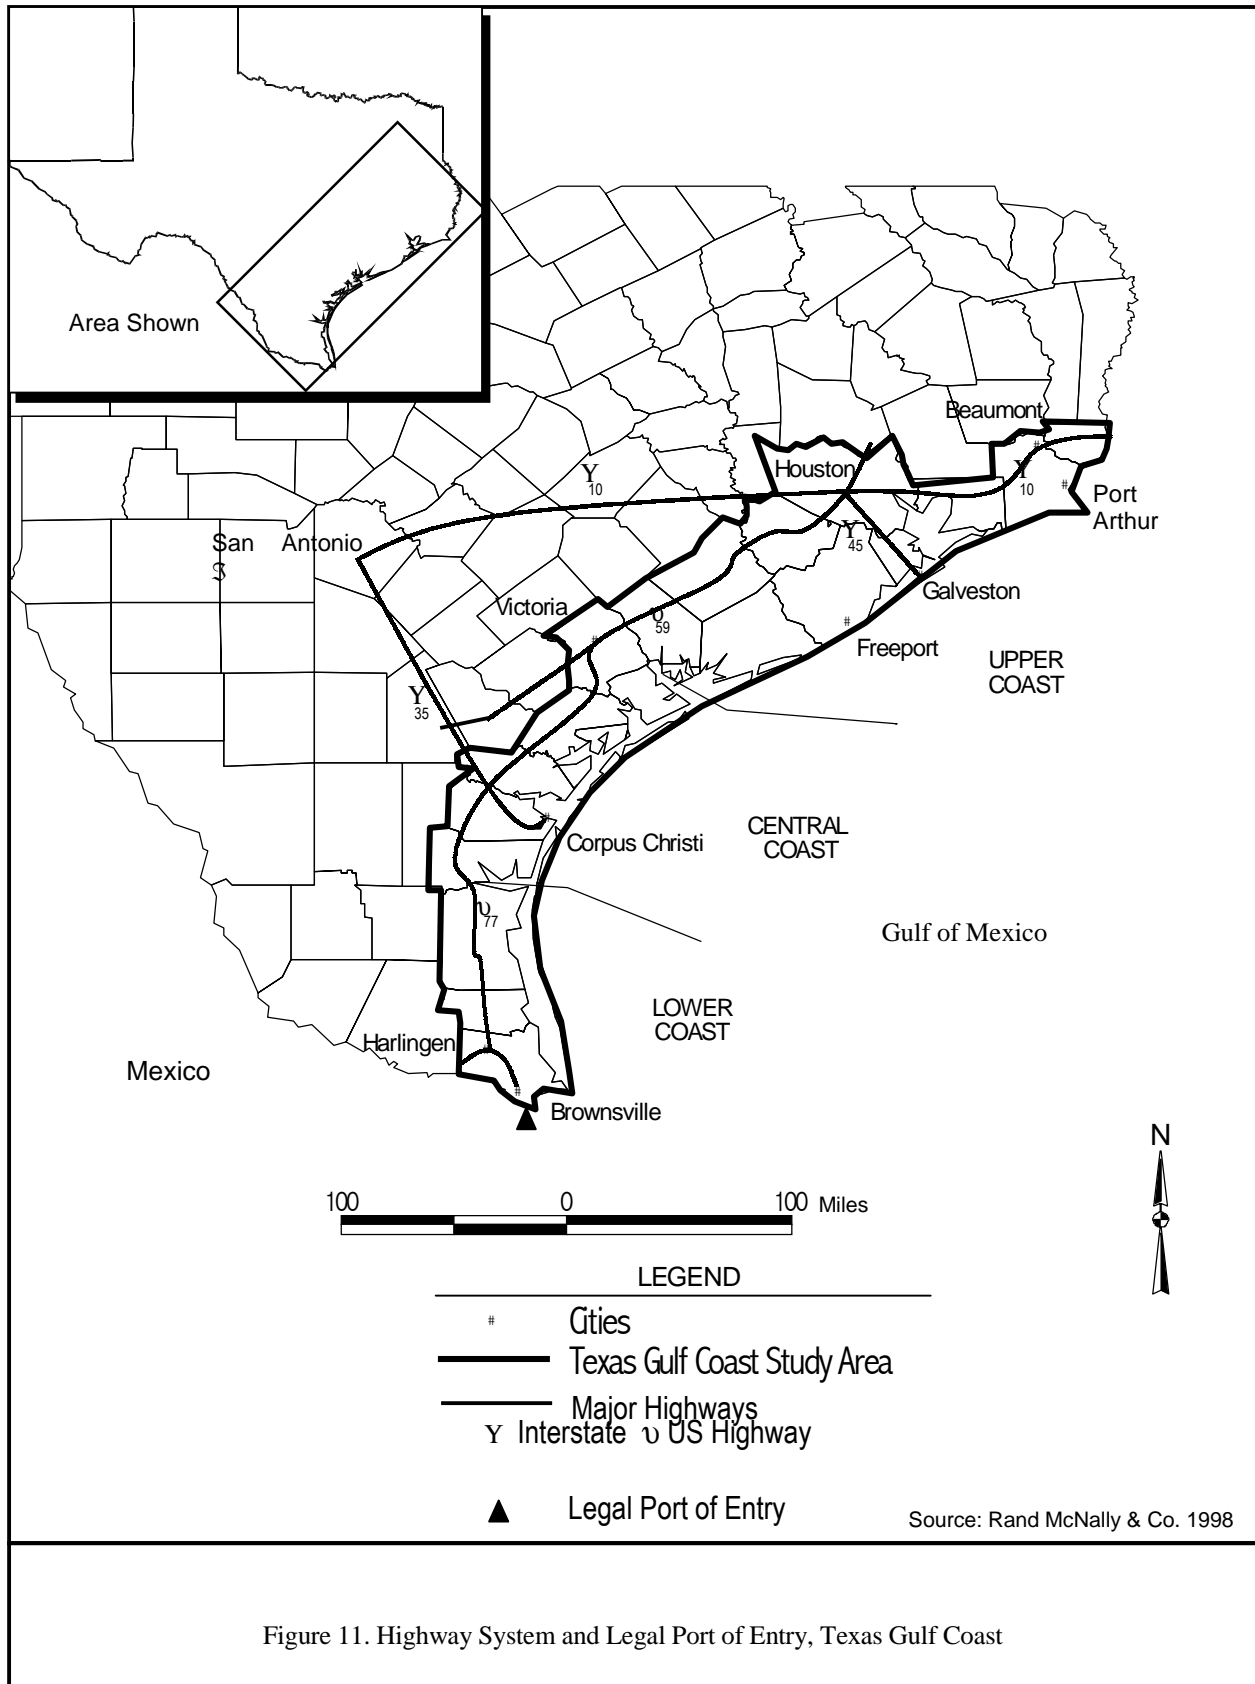 Area Shown
Beaumont
Houston
Y
10
Y
10
Port
Arthur
San Antonio
Y
45
Galveston
Victoria
υ
59
Freeport
UPPER
COAST
Y
35
CENTRAL
COAST
Corpus Christi
υ
77
Gulf of Mexico
LOWER
COAST
Harlingen
Mexico
Brownsville
N
100 0 100 Miles
LEGEND
# Cities
Texas Gulf Coast Study Area
Major Highways
Y Interstate υ US Highway
Legal Port of Entry
Source: Rand McNally & Co. 1998
Figure 11. Highway System and Legal Port of Entry, Texas Gulf Coast